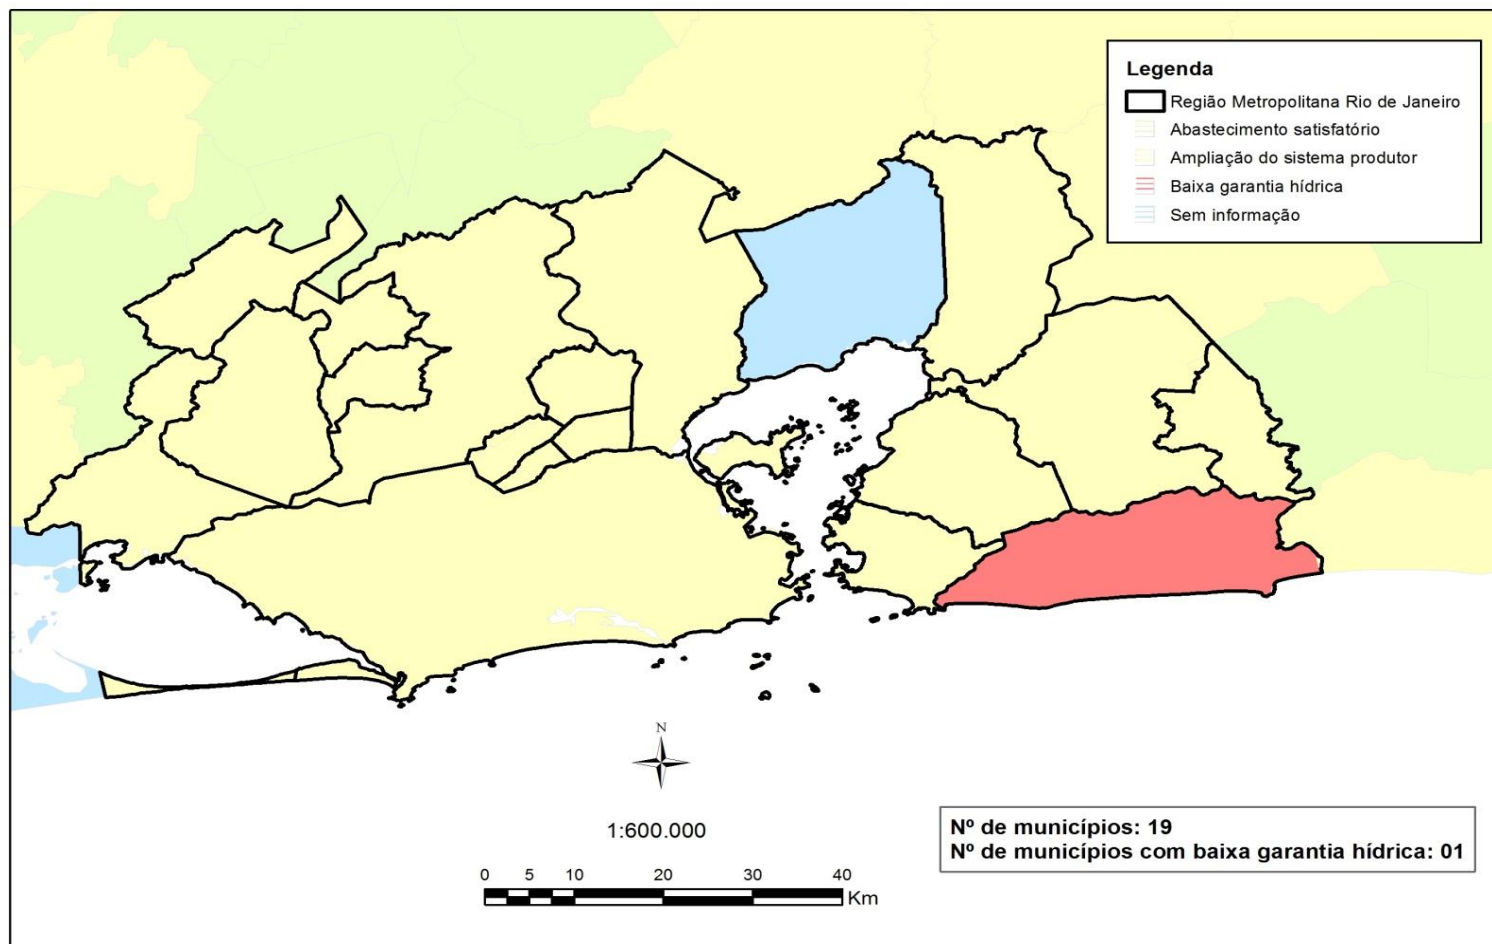 Legenda
Região Metropolitana Rio de Janeiro
Abastecimento satisfatório
Ampliação do sistema produtor
Baixa garantia hídrica
Sem informação
N
1:600.000
0 5 10 20 30 40
Km
Nº de municípios: 19
Nº de municípios com baixa garantia hídrica: 01